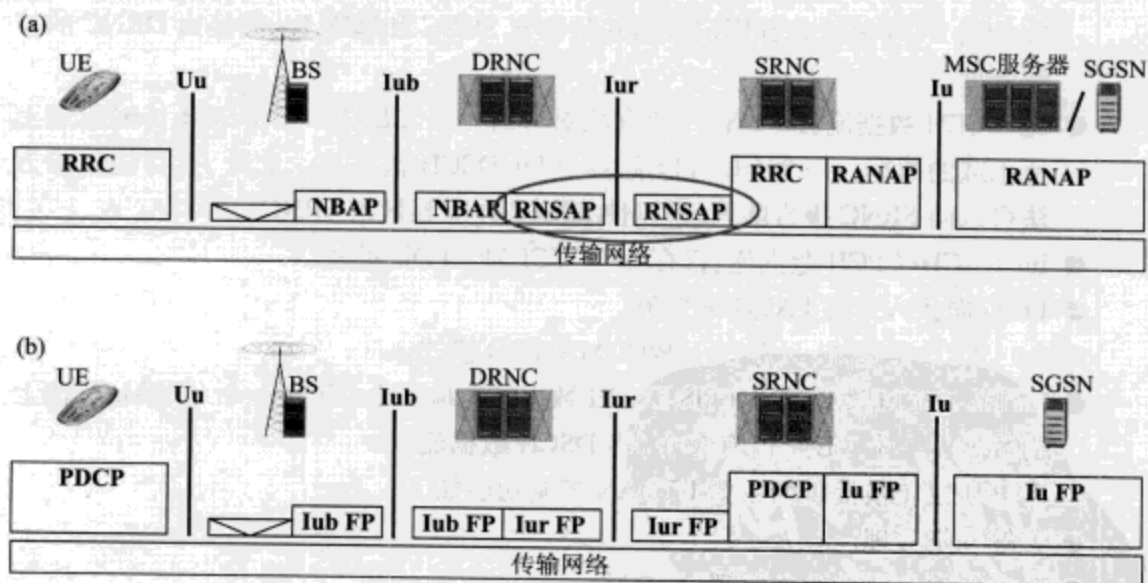 (a)
UE Uu BS Iub DRNC Iur SRNC Iu MSC服务器 / SGSN
RRC NBAP NBAP RNSAP RNSAP RRC RANAP RANAP
传输网络
(b)
UE Uu BS Iub DRNC Iur SRNC Iu SGSN
PDCP Iub FP Iub FP Iur FP Iur FP PDCP Iu FP Iu FP
传输网络